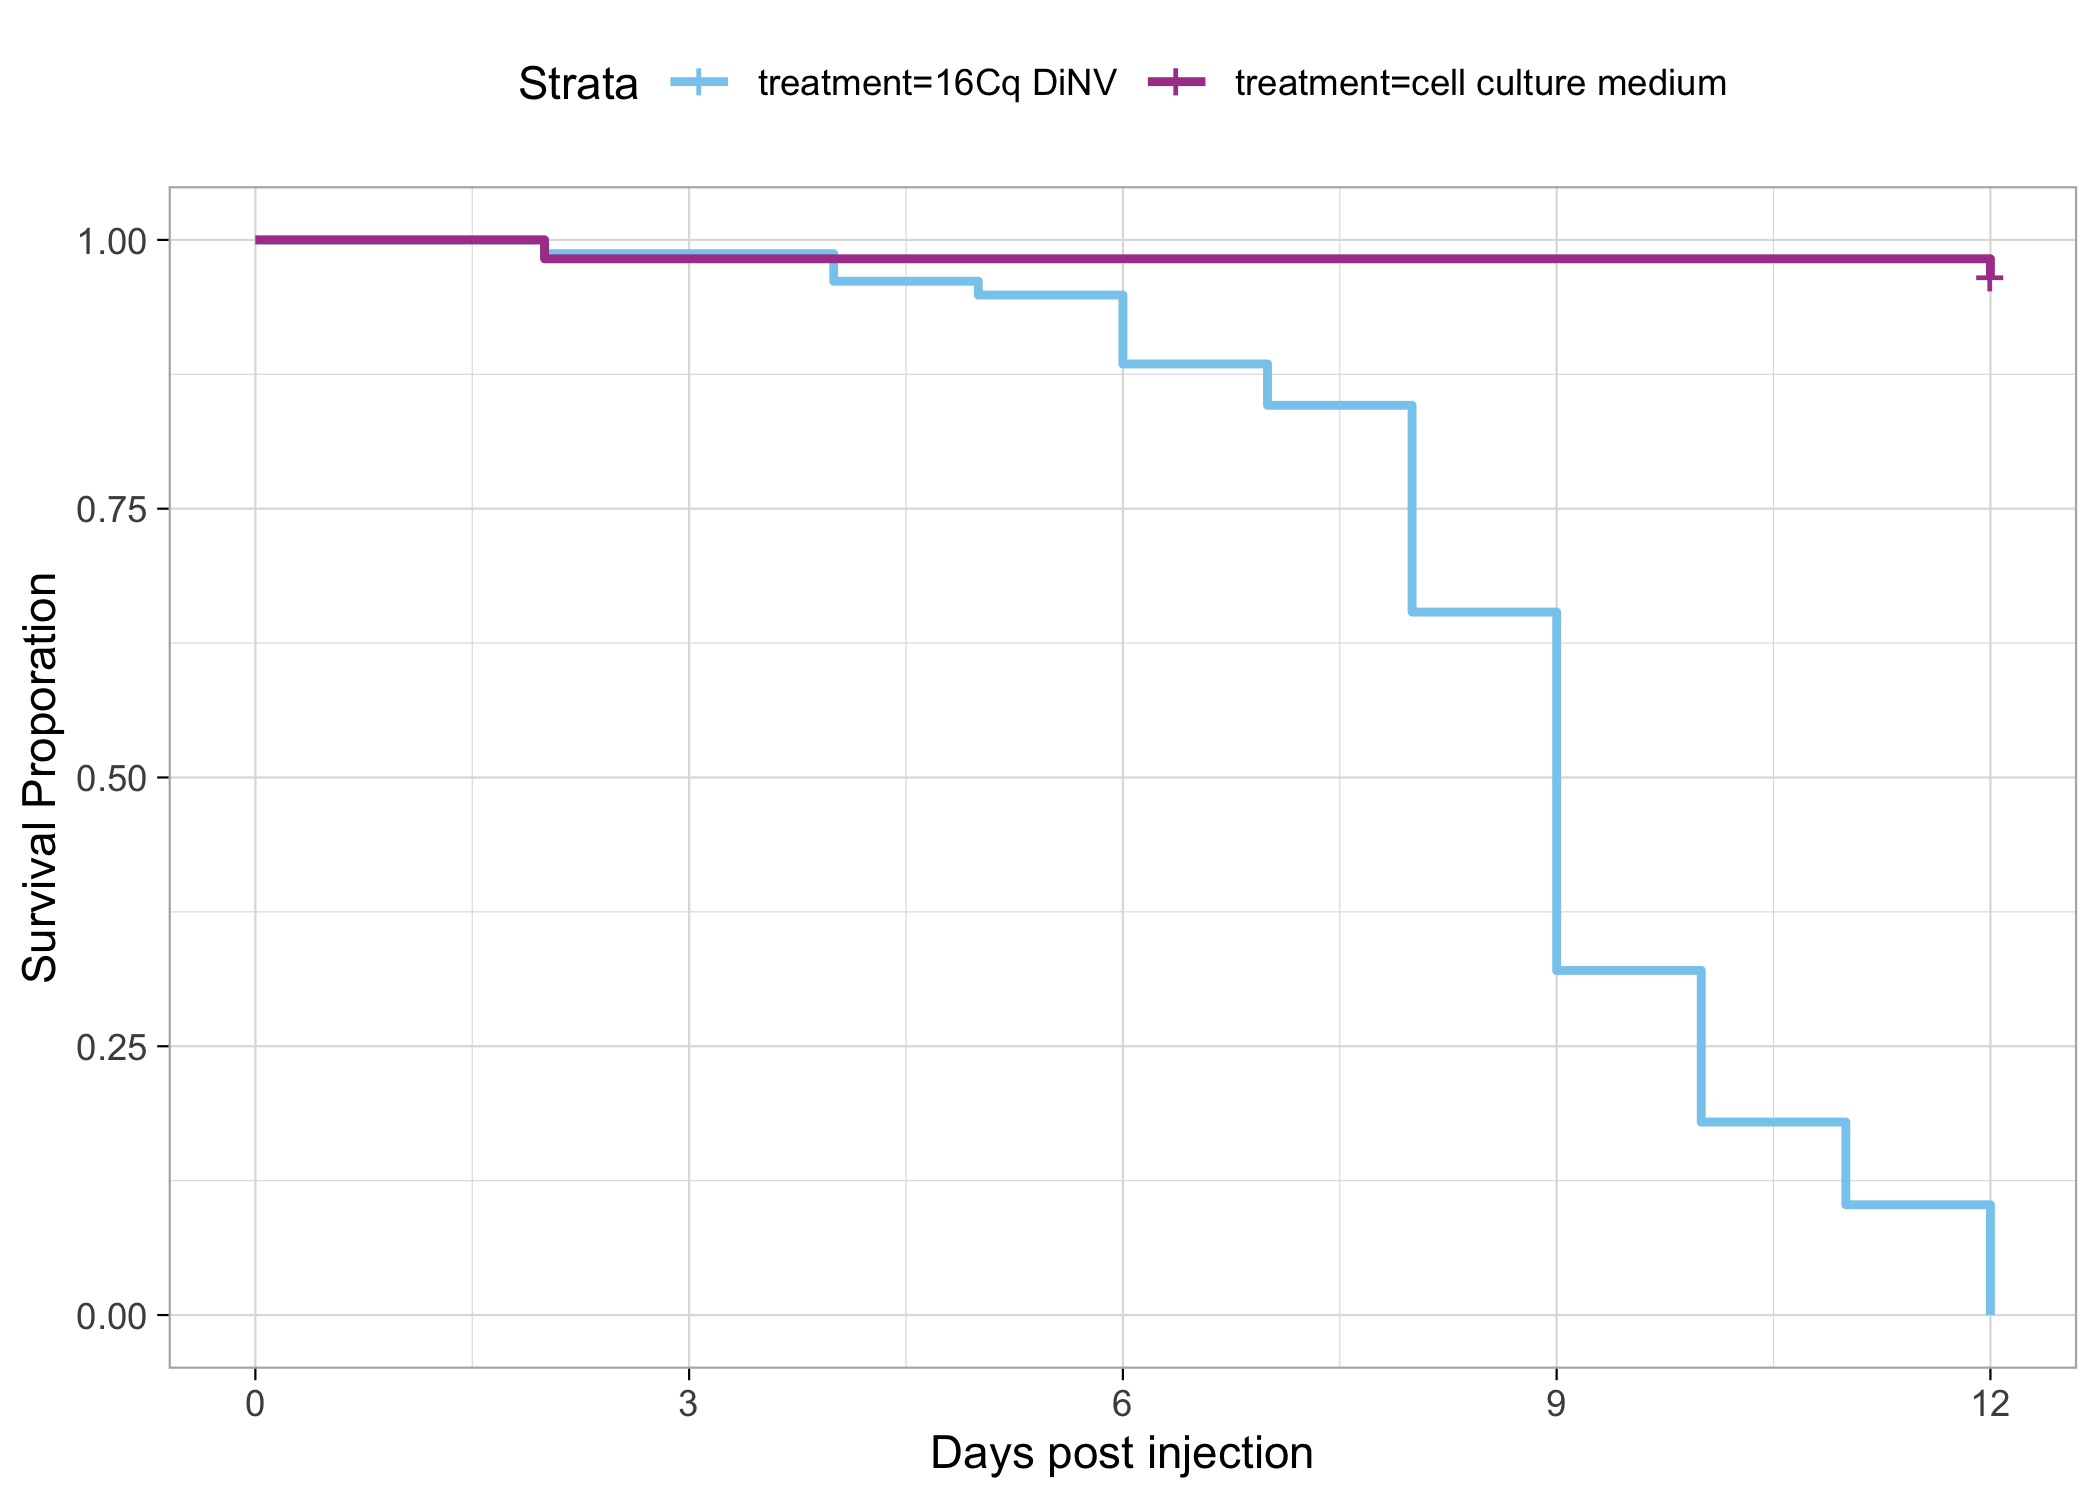 Strata treatment=16Cq DiNV treatment=cell culture medium
1.00
0.75
0.50
0.25
0.00
Survival Proporation
0 3 6 9 12
Days post injection